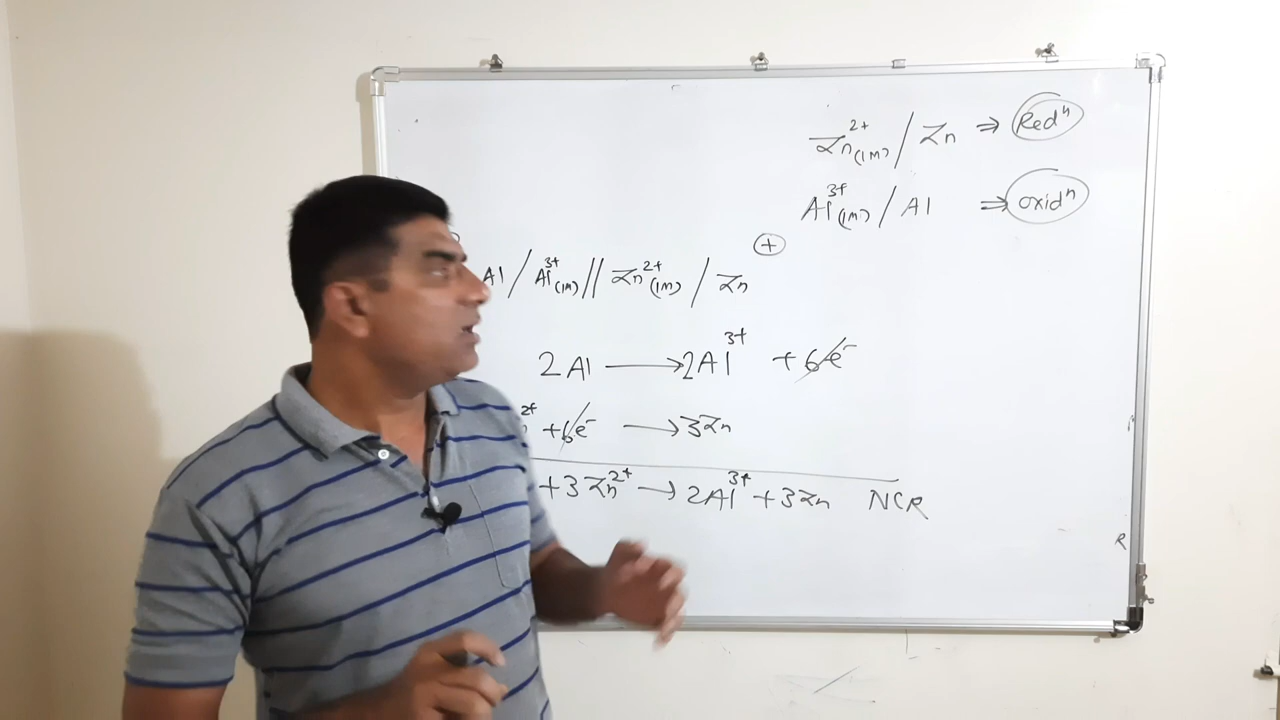 Zn²⁺(1M) / Zn ⇒ Redⁿ
Al³⁺(1M) / Al ⇒ oxidⁿ
+
Al / Al³⁺(1M) // Zn²⁺(1M) / Zn
2Al ⟶ 2Al³⁺ + 6e⁻
²⁺ + 6e⁻ ⟶ 3Zn
+ 3Zn²⁺ ⟶ 2Al³⁺ + 3Zn NCR
R